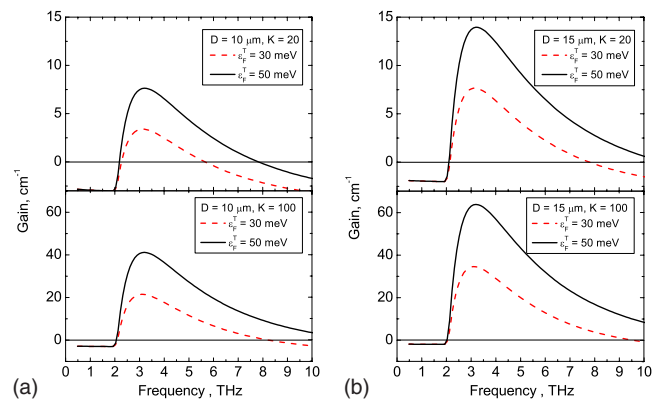 D = 10 μm, K = 20
ε_F^T = 30 meV
ε_F^T = 50 meV
15
10
5
0
D = 15 μm, K = 20
ε_F^T = 30 meV
ε_F^T = 50 meV
15
10
5
0
Gain, cm⁻¹
Gain, cm⁻¹
D = 10 μm, K = 100
ε_F^T = 30 meV
ε_F^T = 50 meV
60
40
20
0
0 1 2 3 4 5 6 7 8 9 10
D = 15 μm, K = 100
ε_F^T = 30 meV
ε_F^T = 50 meV
60
40
20
0
0 1 2 3 4 5 6 7 8 9 10
(a)
Frequency , THz
(b)
Frequency , THz